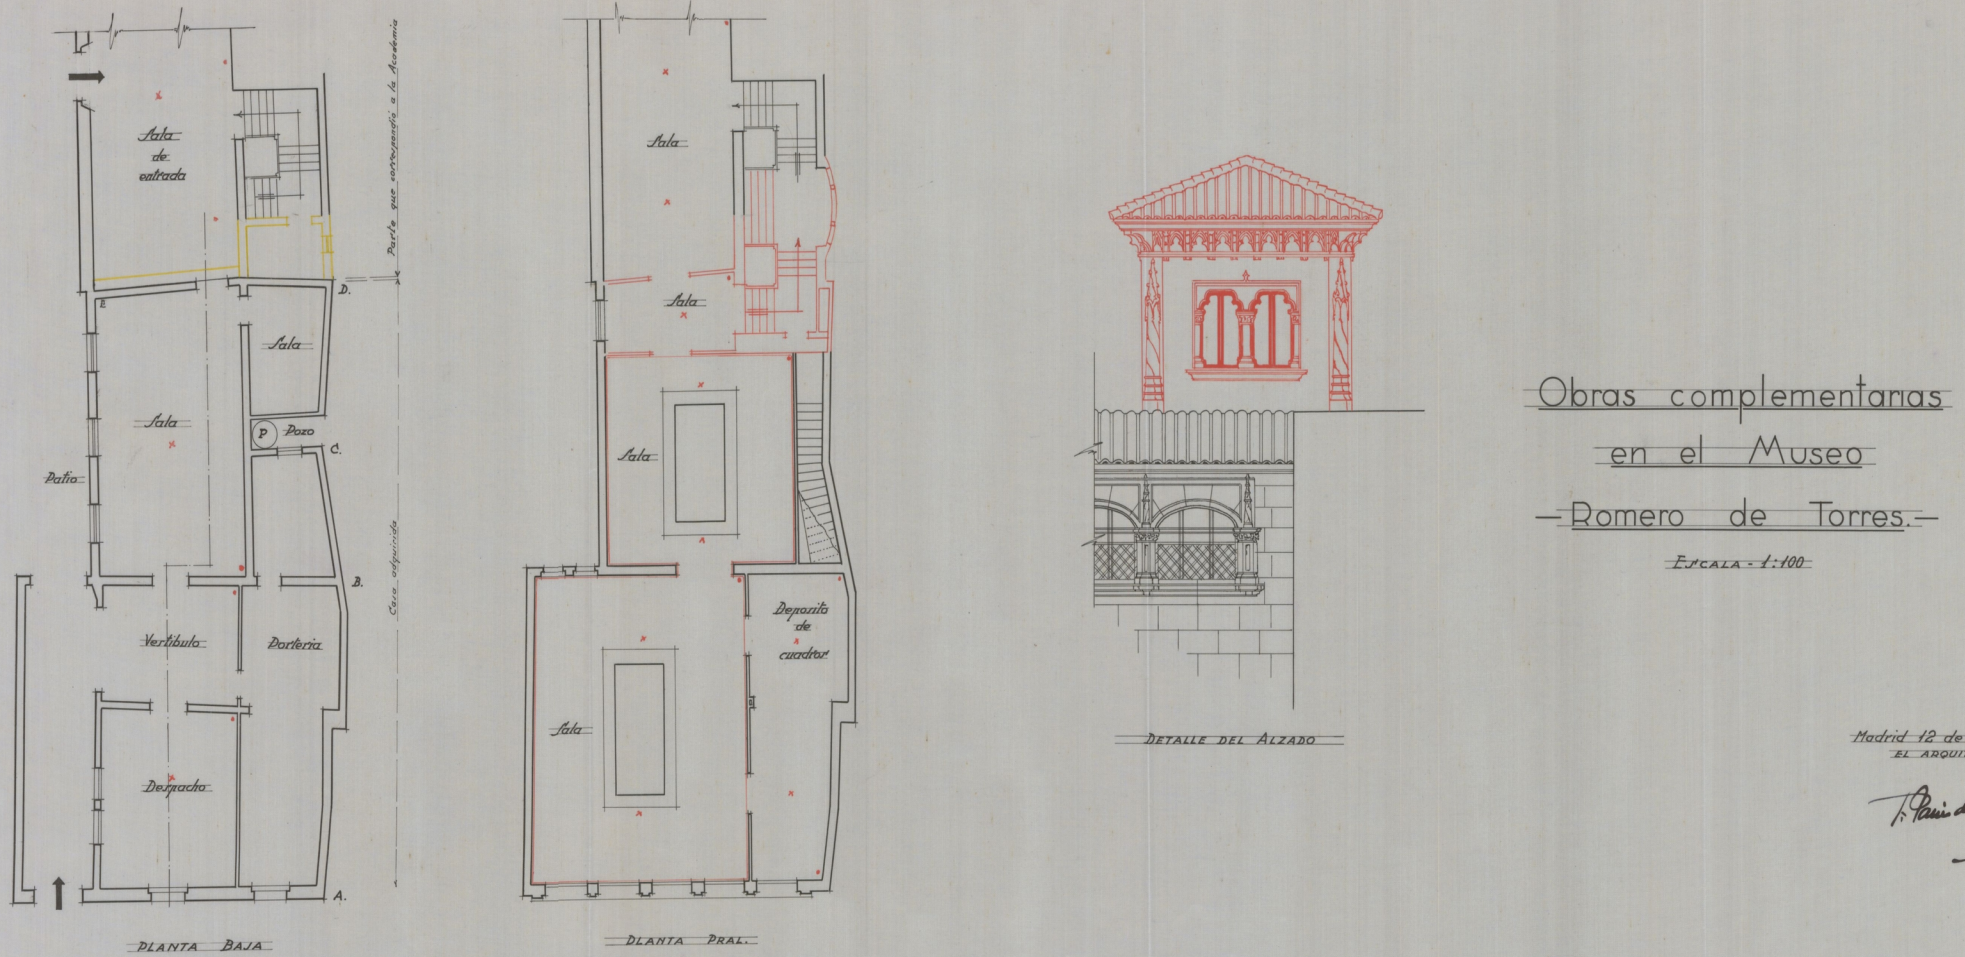 Sala
de
entrada
Parte que correspondió a la Academia
E
D.
Sala
Sala
P Pozo
C.
Patio
Casa adquirida
B.
Vestibulo
Porteria
Despacho
A.
PLANTA BAJA
Sala
Sala
Sala
Deposito
de
cuadros
Sala
PLANTA PRAL.
DETALLE DEL ALZADO
Obras complementarias
en el Museo
—Romero de Torres.—
ESCALA - 1:100
Madrid 12 de
EL ARQUI